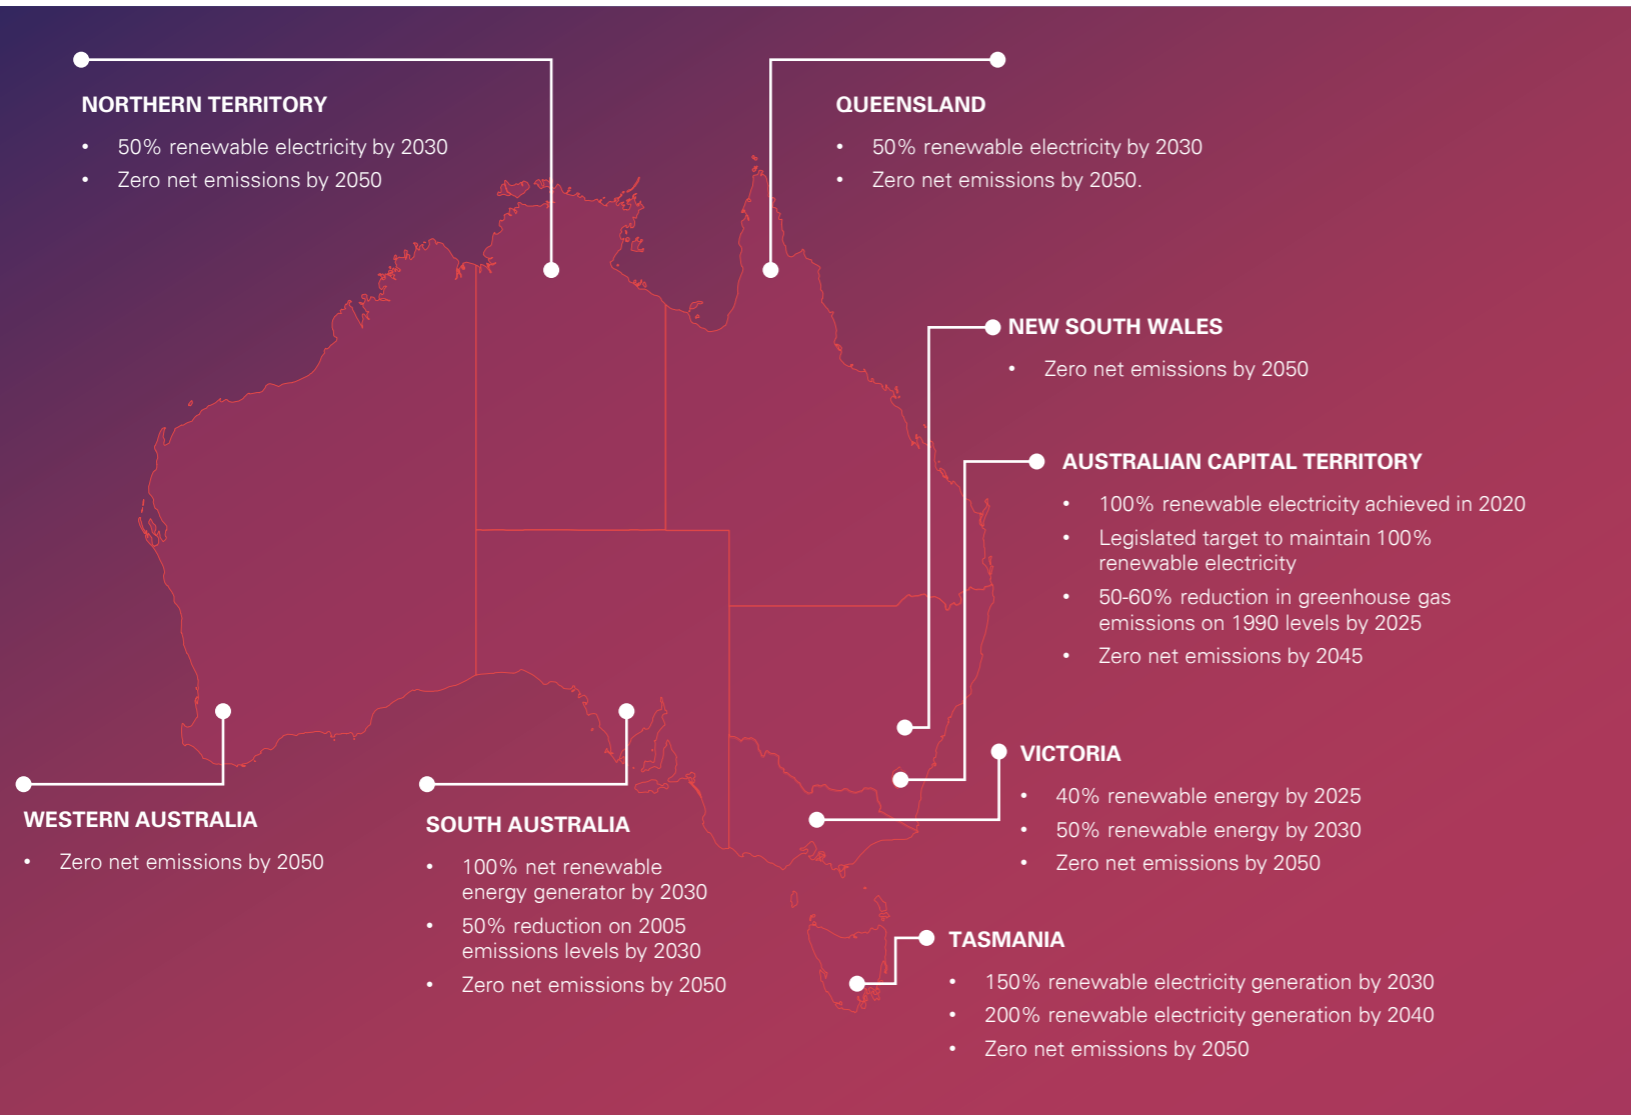 NORTHERN TERRITORY
• 50% renewable electricity by 2030
• Zero net emissions by 2050
QUEENSLAND
• 50% renewable electricity by 2030
• Zero net emissions by 2050.
NEW SOUTH WALES
• Zero net emissions by 2050
AUSTRALIAN CAPITAL TERRITORY
• 100% renewable electricity achieved in 2020
• Legislated target to maintain 100%
renewable electricity
• 50-60% reduction in greenhouse gas
emissions on 1990 levels by 2025
• Zero net emissions by 2045
VICTORIA
• 40% renewable energy by 2025
• 50% renewable energy by 2030
• Zero net emissions by 2050
WESTERN AUSTRALIA
• Zero net emissions by 2050
SOUTH AUSTRALIA
• 100% net renewable
energy generator by 2030
• 50% reduction on 2005
emissions levels by 2030
• Zero net emissions by 2050
TASMANIA
• 150% renewable electricity generation by 2030
• 200% renewable electricity generation by 2040
• Zero net emissions by 2050